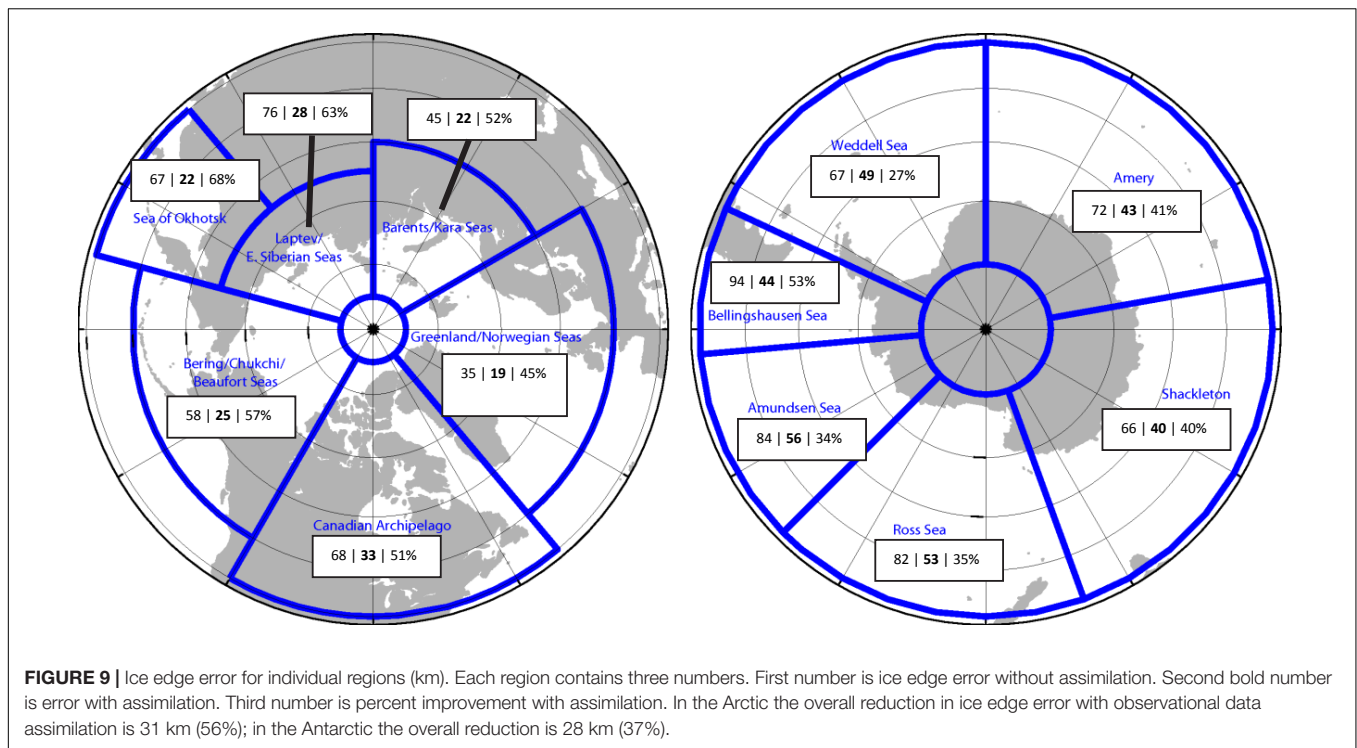 76 | 28 | 63%
45 | 22 | 52%
67 | 22 | 68%
Sea of Okhotsk
Laptev/
E. Siberian Seas
Barents/Kara Seas
Greenland/Norwegian Seas
35 | 19 | 45%
Bering/Chukchi/
Beaufort Seas
58 | 25 | 57%
Canadian Archipelago
68 | 33 | 51%
Weddell Sea
67 | 49 | 27%
Amery
72 | 43 | 41%
94 | 44 | 53%
Bellingshausen Sea
Amundsen Sea
84 | 56 | 34%
Shackleton
66 | 40 | 40%
Ross Sea
82 | 53 | 35%
FIGURE 9 | Ice edge error for individual regions (km). Each region contains three numbers. First number is ice edge error without assimilation. Second bold number
is error with assimilation. Third number is percent improvement with assimilation. In the Arctic the overall reduction in ice edge error with observational data
assimilation is 31 km (56%); in the Antarctic the overall reduction is 28 km (37%).